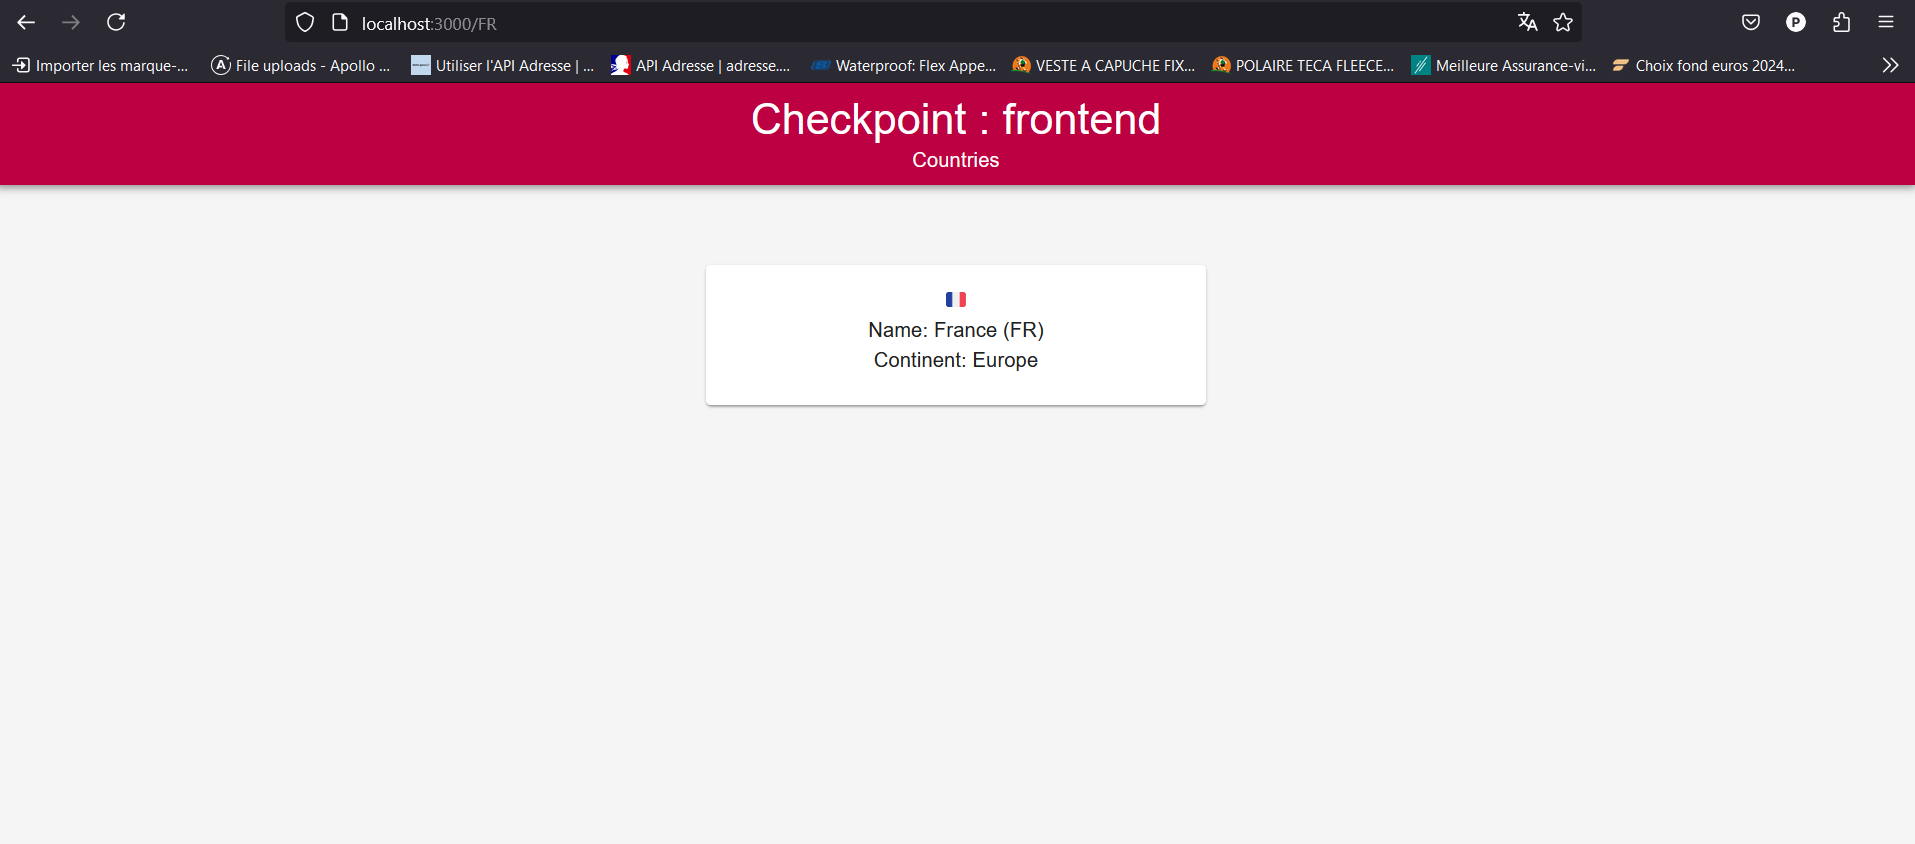 localhost:3000/FR
P
Importer les marque-...
File uploads - Apollo ...
Utiliser l'API Adresse | ...
API Adresse | adresse....
Waterproof: Flex Appe...
VESTE A CAPUCHE FIX...
POLAIRE TECA FLEECE...
Meilleure Assurance-vi...
Choix fond euros 2024...
Checkpoint : frontend
Countries
Name: France (FR)
Continent: Europe